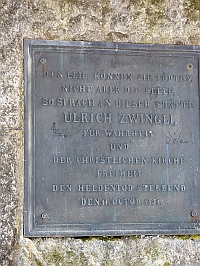 DEN LEIB KÖNNEN SIE TÖDTEN,
NICHT ABER DIE SEELE
SO SPRACH AN DIESER STÄTTE
ULRICH ZWINGLI
FÜR WAHRHEIT
UND
DER CHRISTLICHEN KIRCHE
FREIHEIT
DEN HELDENTOD STERBEND
DEN 11. OCTOB. 1531.